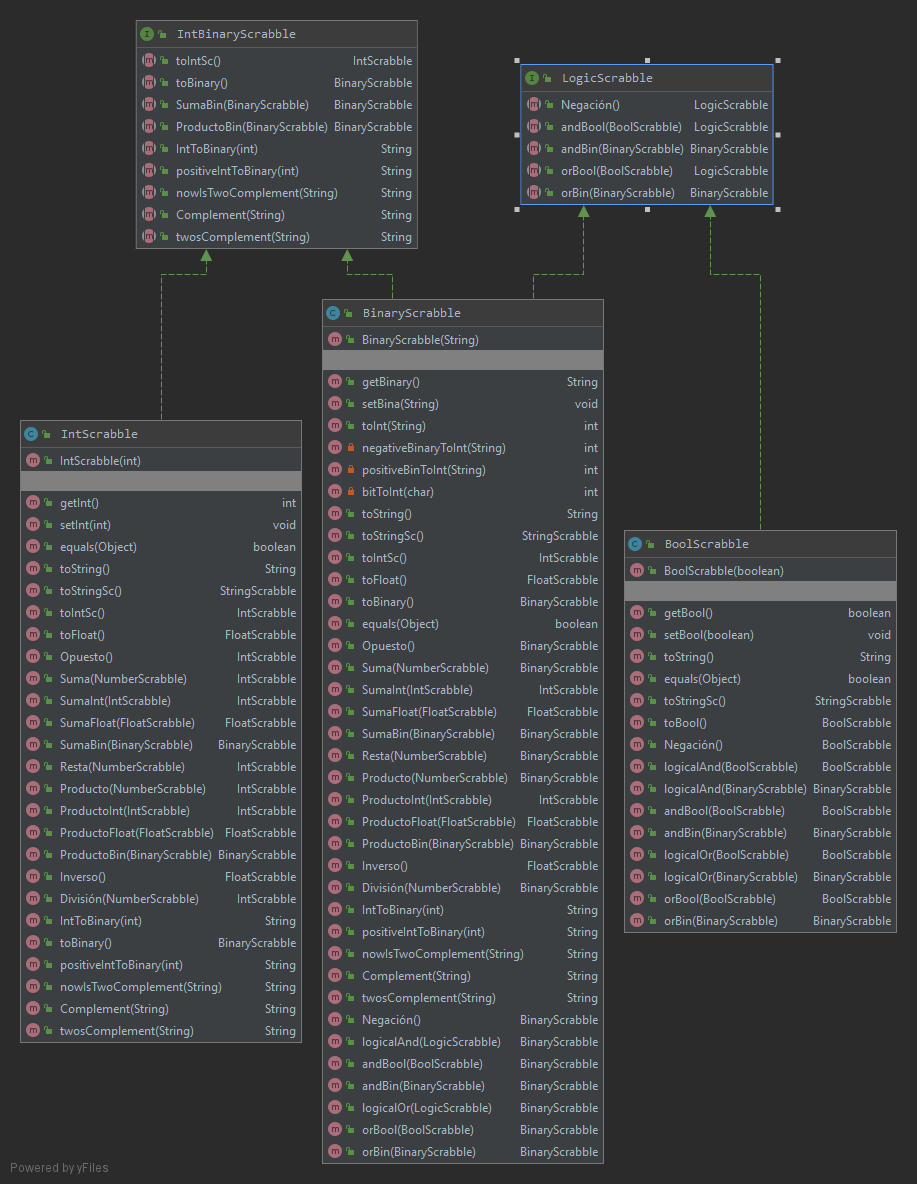 IntBinaryScrabble
toIntSc() IntScrabble
toBinary() BinaryScrabble
SumaBin(BinaryScrabble) BinaryScrabble
ProductoBin(BinaryScrabble) BinaryScrabble
IntToBinary(int) String
positiveIntToBinary(int) String
nowIsTwoComplement(String) String
Complement(String) String
twosComplement(String) String
LogicScrabble
Negación() LogicScrabble
andBool(BoolScrabble) LogicScrabble
andBin(BinaryScrabble) BinaryScrabble
orBool(BoolScrabble) LogicScrabble
orBin(BinaryScrabble) BinaryScrabble
BinaryScrabble
BinaryScrabble(String)
getBinary() String
setBina(String) void
toInt(String) int
negativeBinaryToInt(String) int
positiveBinToInt(String) int
bitToInt(char) int
toString() String
toStringSc() StringScrabble
toIntSc() IntScrabble
toFloat() FloatScrabble
toBinary() BinaryScrabble
equals(Object) boolean
Opuesto() BinaryScrabble
Suma(NumberScrabble) BinaryScrabble
SumaInt(IntScrabble) IntScrabble
SumaFloat(FloatScrabble) FloatScrabble
SumaBin(BinaryScrabble) BinaryScrabble
Resta(NumberScrabble) BinaryScrabble
Producto(NumberScrabble) BinaryScrabble
ProductoInt(IntScrabble) IntScrabble
ProductoFloat(FloatScrabble) FloatScrabble
ProductoBin(BinaryScrabble) BinaryScrabble
Inverso() FloatScrabble
División(NumberScrabble) BinaryScrabble
IntToBinary(int) String
positiveIntToBinary(int) String
nowIsTwoComplement(String) String
Complement(String) String
twosComplement(String) String
Negación() BinaryScrabble
logicalAnd(LogicScrabble) BinaryScrabble
andBool(BoolScrabble) BinaryScrabble
andBin(BinaryScrabble) BinaryScrabble
logicalOr(LogicScrabble) BinaryScrabble
orBool(BoolScrabble) BinaryScrabble
orBin(BinaryScrabble) BinaryScrabble
IntScrabble
IntScrabble(int)
getInt() int
setInt(int) void
equals(Object) boolean
toString() String
toStringSc() StringScrabble
toIntSc() IntScrabble
toFloat() FloatScrabble
Opuesto() IntScrabble
Suma(NumberScrabble) IntScrabble
SumaInt(IntScrabble) IntScrabble
SumaFloat(FloatScrabble) FloatScrabble
SumaBin(BinaryScrabble) BinaryScrabble
Resta(NumberScrabble) IntScrabble
Producto(NumberScrabble) IntScrabble
ProductoInt(IntScrabble) IntScrabble
ProductoFloat(FloatScrabble) FloatScrabble
ProductoBin(BinaryScrabble) BinaryScrabble
Inverso() FloatScrabble
División(NumberScrabble) IntScrabble
IntToBinary(int) String
toBinary() BinaryScrabble
positiveIntToBinary(int) String
nowIsTwoComplement(String) String
Complement(String) String
twosComplement(String) String
BoolScrabble
BoolScrabble(boolean)
getBool() boolean
setBool(boolean) void
toString() String
equals(Object) boolean
toStringSc() StringScrabble
toBool() BoolScrabble
Negación() BoolScrabble
logicalAnd(BoolScrabble) BoolScrabble
logicalAnd(BinaryScrabble) BinaryScrabble
andBool(BoolScrabble) BoolScrabble
andBin(BinaryScrabble) BinaryScrabble
logicalOr(BoolScrabble) BoolScrabble
logicalOr(BinaryScrabble) BinaryScrabble
orBool(BoolScrabble) BoolScrabble
orBin(BinaryScrabble) BinaryScrabble
Powered by yFiles